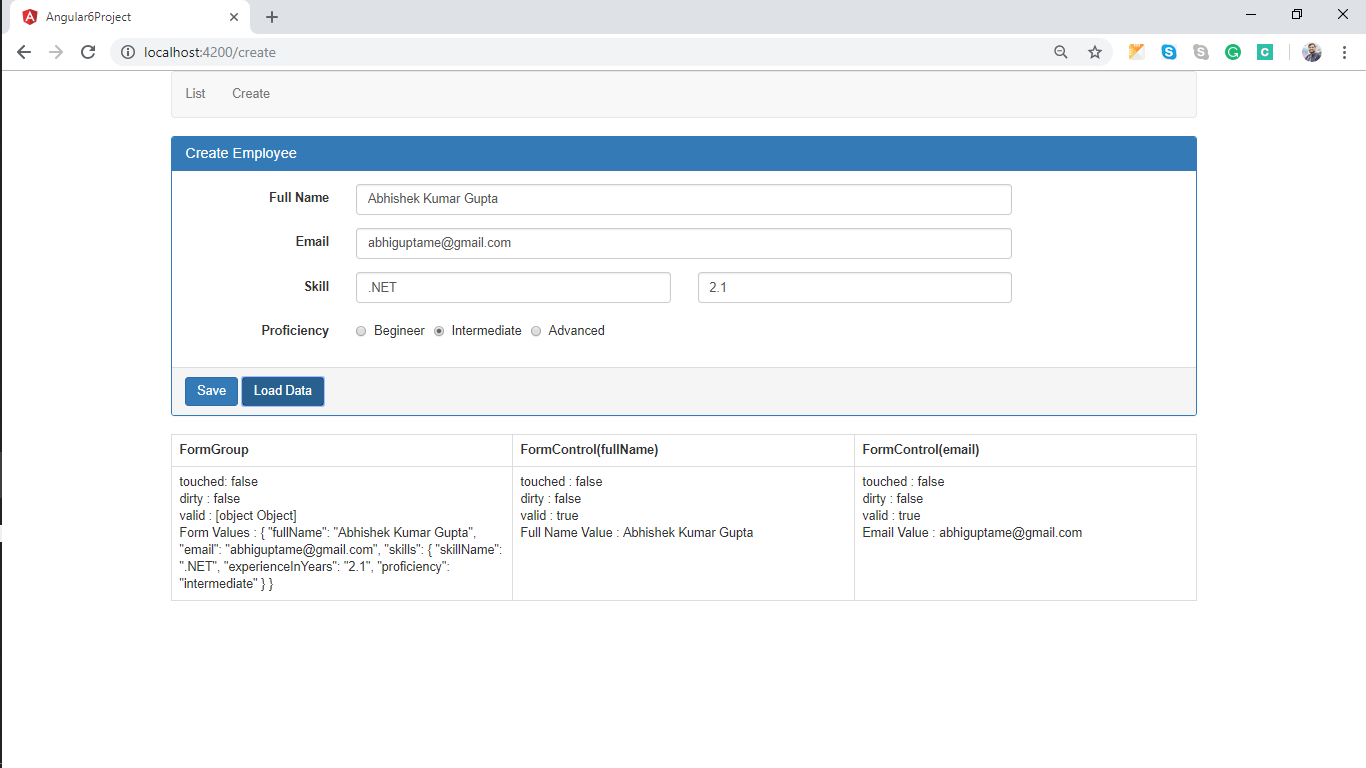 Angular6Project
localhost:4200/create
List Create
Create Employee
Full Name Abhishek Kumar Gupta
Email abhiguptame@gmail.com
Skill .NET 2.1
Proficiency Begineer Intermediate Advanced
Save Load Data
FormGroup FormControl(fullName) FormControl(email)
touched: false touched : false touched : false
dirty : false dirty : false dirty : false
valid : [object Object] valid : true valid : true
Form Values : { "fullName": "Abhishek Kumar Gupta", Full Name Value : Abhishek Kumar Gupta Email Value : abhiguptame@gmail.com
"email": "abhiguptame@gmail.com", "skills": { "skillName":
".NET", "experienceInYears": "2.1", "proficiency":
"intermediate" } }